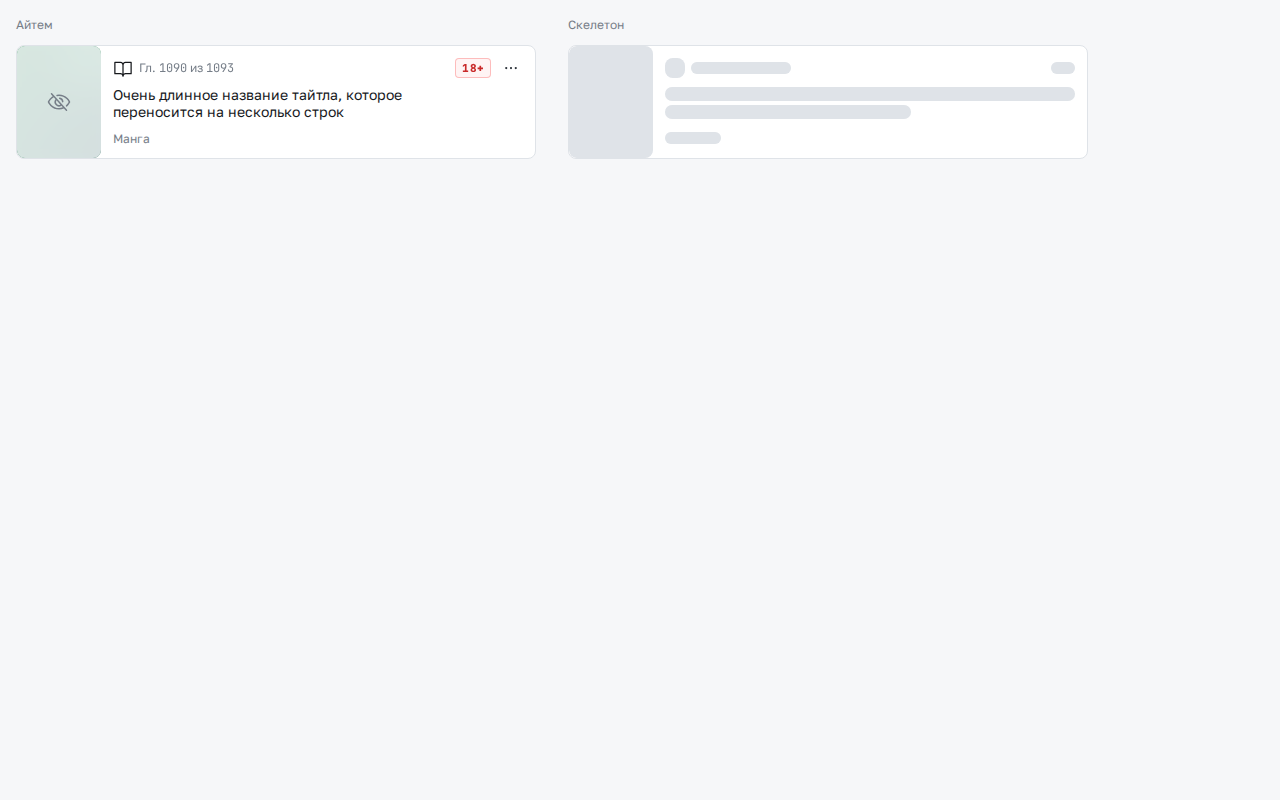 Айтем
Гл. 1090 из 1093
18+
Очень длинное название тайтла, которое
переносится на несколько строк
Манга
Скелетон